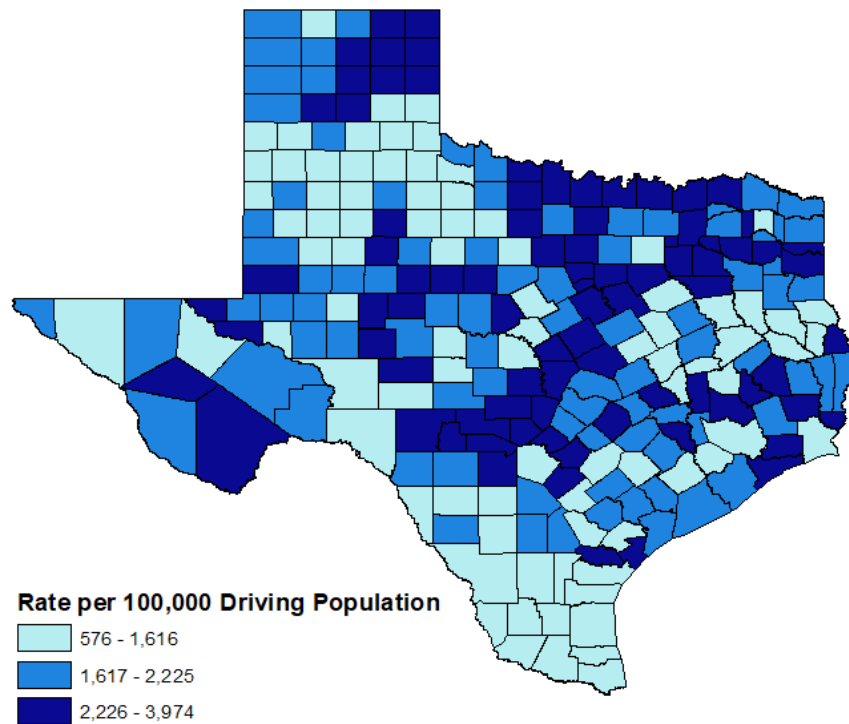 Rate per 100,000 Driving Population
576 - 1,616
1,617 - 2,225
2,226 - 3,974